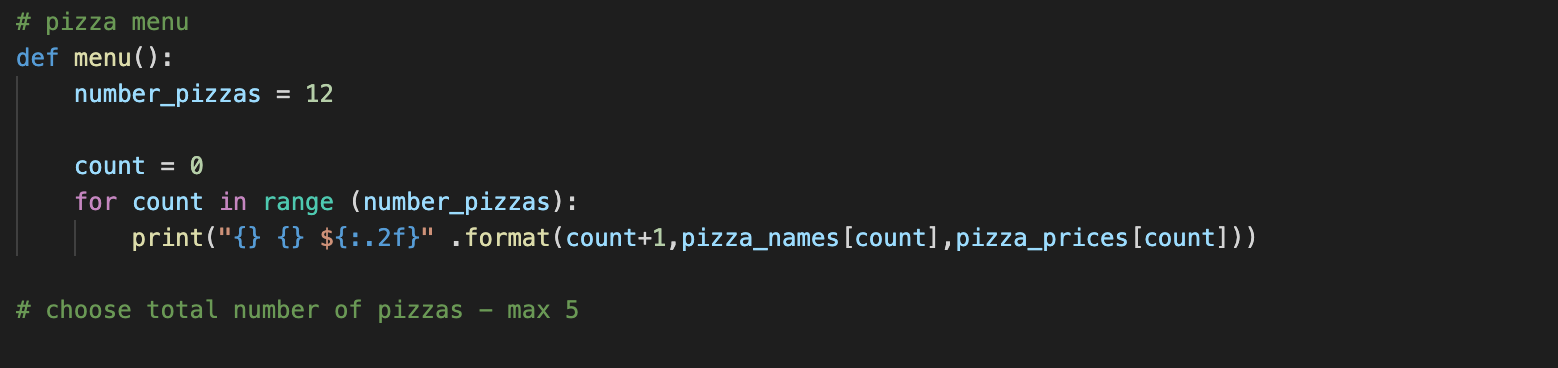 # pizza menu
def menu():
    number_pizzas = 12
    count = 0
    for count in range (number_pizzas):
        print("{} {} ${:.2f}" .format(count+1,pizza_names[count],pizza_prices[count]))
# choose total number of pizzas - max 5